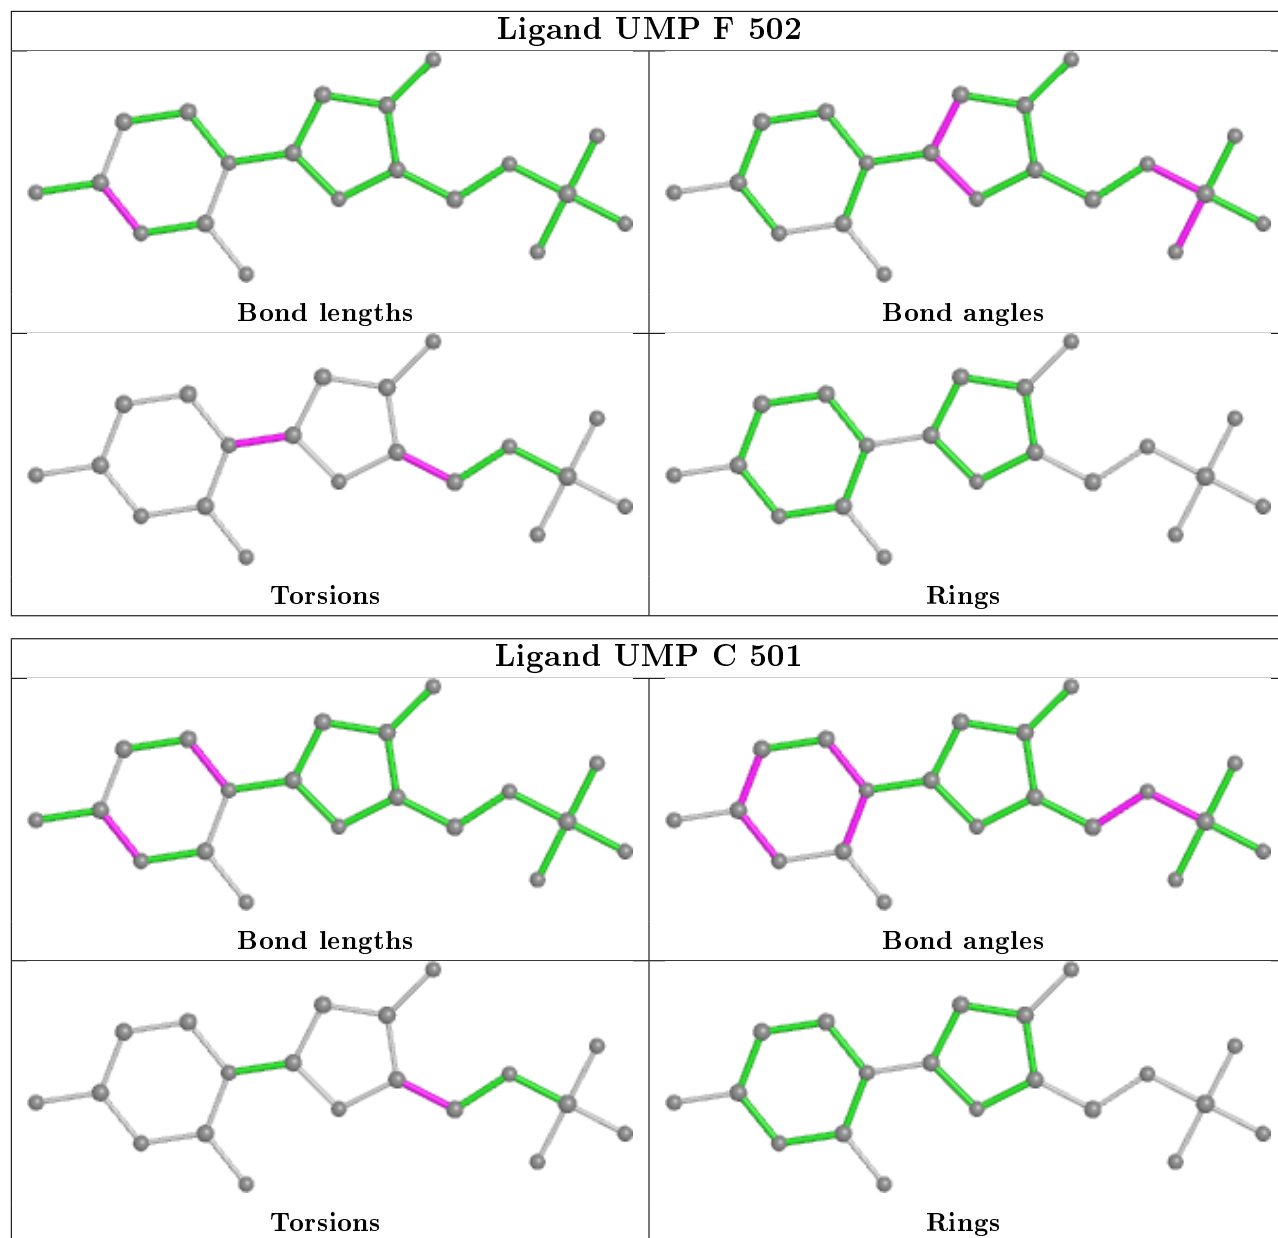 Ligand UMP F 502
Bond lengths
Bond angles
Torsions
Rings
Ligand UMP C 501
Bond lengths
Bond angles
Torsions
Rings